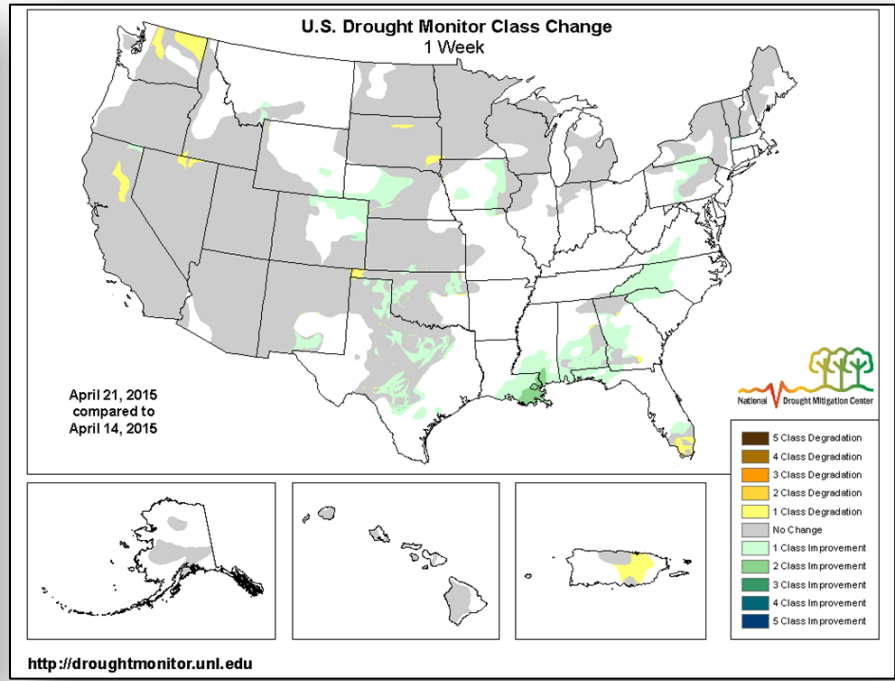 U.S. Drought Monitor Class Change
1 Week
April 21, 2015
compared to
April 14, 2015
National Drought Mitigation Center
5 Class Degradation
4 Class Degradation
3 Class Degradation
2 Class Degradation
1 Class Degradation
No Change
1 Class Improvement
2 Class Improvement
3 Class Improvement
4 Class Improvement
5 Class Improvement
http://droughtmonitor.unl.edu